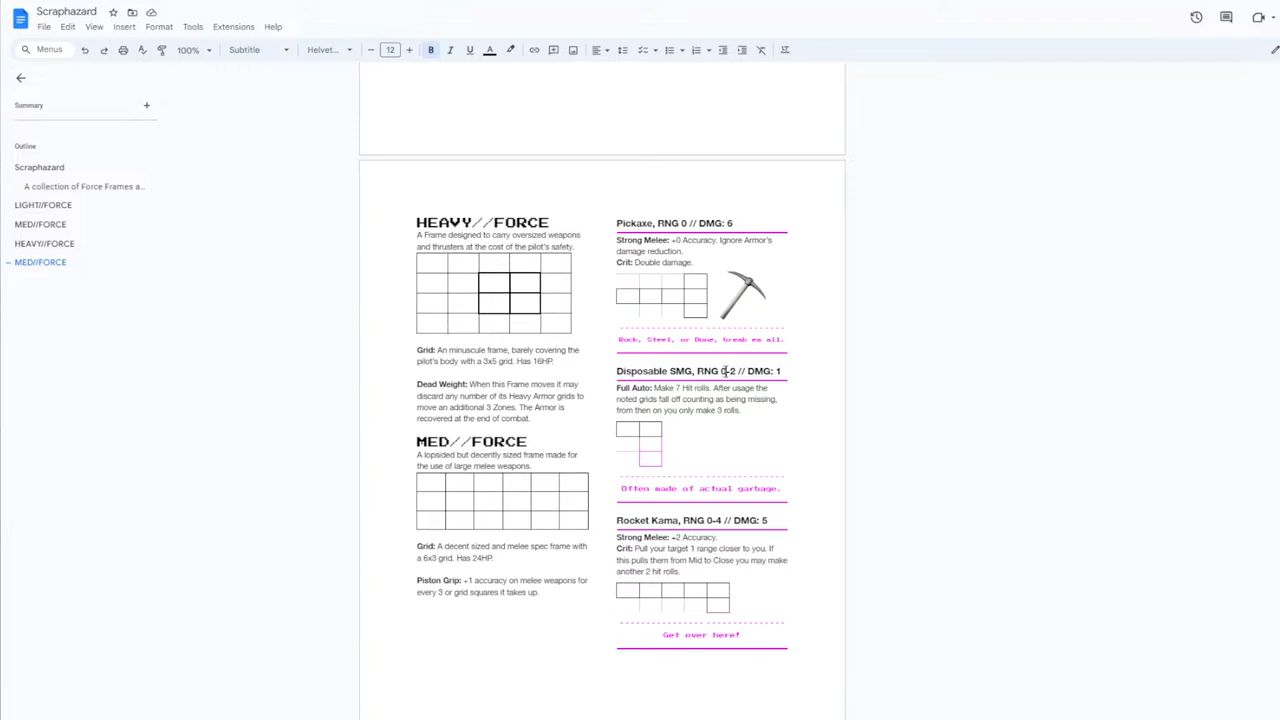 Scraphazard
File Edit View Insert Format Tools Extensions Help
Menus 100% Subtitle Helvet... 12 B I U A
Summary
Outline
Scraphazard
A collection of Force Frames a...
LIGHT//FORCE
MED//FORCE
HEAVY//FORCE
MED//FORCE
HEAVY//FORCE
A Frame designed to carry oversized weapons
and thrusters at the cost of the pilot's safety.
Grid: An minuscule frame, barely covering the
pilot's body with a 3x5 grid. Has 16HP.
Dead Weight: When this Frame moves it may
discard any number of its Heavy Armor grids to
move an additional 3 Zones. The Armor is
recovered at the end of combat.
MED//FORCE
A lopsided but decently sized frame made for
the use of large melee weapons.
Grid: A decent sized and melee spec frame with
a 6x3 grid. Has 24HP.
Piston Grip: +1 accuracy on melee weapons for
every 3 or grid squares it takes up.
Pickaxe, RNG 0 // DMG: 6
Strong Melee: +0 Accuracy. Ignore Armor's
damage reduction.
Crit: Double damage.
Rock, Steel, or Bone, break em all.
Disposable SMG, RNG 0-2 // DMG: 1
Full Auto: Make 7 Hit rolls. After usage the
noted grids fall off counting as being missing,
from then on you only make 3 rolls.
Often made of actual garbage.
Rocket Kama, RNG 0-4 // DMG: 5
Strong Melee: +2 Accuracy.
Crit: Pull your target 1 range closer to you. If
this pulls them from Mid to Close you may make
another 2 hit rolls.
Get over here!